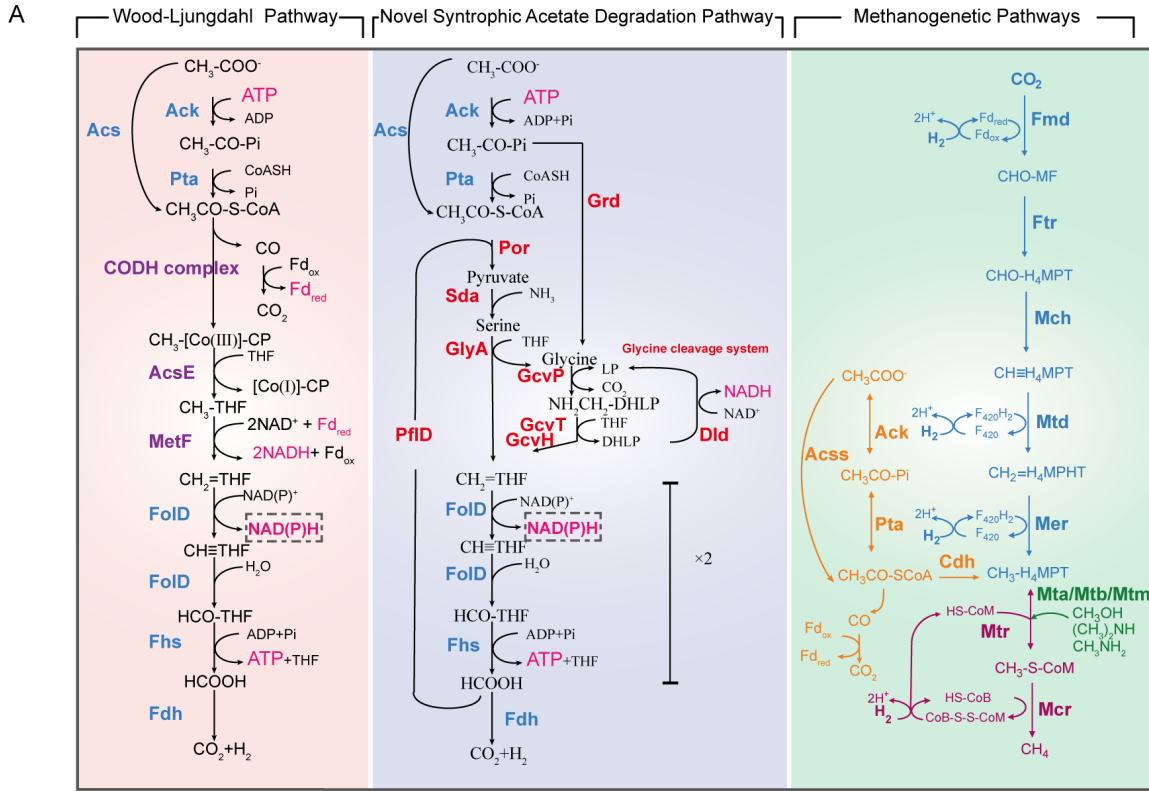 A
Wood-Ljungdahl Pathway
CH₃-COO⁻
Acs
Ack
ATP
ADP
CH₃-CO-Pi
Pta
CoASH
Pi
CH₃CO-S-CoA
CO
CODH complex
Fdₒₓ
Fd_red
CO₂
CH₃-[Co(III)]-CP
THF
AcsE
[Co(I)]-CP
CH₃-THF
2NAD⁺ + Fd_red
MetF
2NADH+ Fdₒₓ
CH₂=THF
NAD(P)⁺
FolD
NAD(P)H
CH≡THF
H₂O
FolD
HCO-THF
ADP+Pi
Fhs
ATP+THF
HCOOH
Fdh
CO₂+H₂
Novel Syntrophic Acetate Degradation Pathway
CH₃-COO⁻
Acs
Ack
ATP
ADP+Pi
CH₃-CO-Pi
Pta
CoASH
Pi
CH₃CO-S-CoA
Grd
Por
Pyruvate
Sda
NH₃
Serine
GlyA
THF
Glycine
Glycine cleavage system
GcvP
LP
CO₂
NH₂CH₂-DHLP
GcvT
GcvH
THF
DHLP
NADH
NAD⁺
Dld
PflD
CH₂=THF
NAD(P)⁺
FolD
NAD(P)H
CH≡THF
H₂O
FolD
×2
HCO-THF
ADP+Pi
Fhs
ATP+THF
HCOOH
Fdh
CO₂+H₂
Methanogenetic Pathways
CO₂
2H⁺
H₂
Fd_red
Fdₒₓ
Fmd
CHO-MF
Ftr
CHO-H₄MPT
Mch
CH≡H₄MPT
2H⁺
H₂
F₄₂₀H₂
F₄₂₀
Mtd
CH₂=H₄MPHT
2H⁺
H₂
F₄₂₀H₂
F₄₂₀
Mer
CH₃-H₄MPT
CH₃COO⁻
Ack
Acss
CH₃CO-Pi
Pta
CH₃CO-SCoA
Cdh
CO
Fdₒₓ
Fd_red
CO₂
Mta/Mtb/Mtm
HS-CoM
CH₃OH
(CH₃)₂NH
CH₃NH₂
Mtr
CH₃-S-CoM
2H⁺
H₂
HS-CoB
CoB-S-S-CoM
Mcr
CH₄